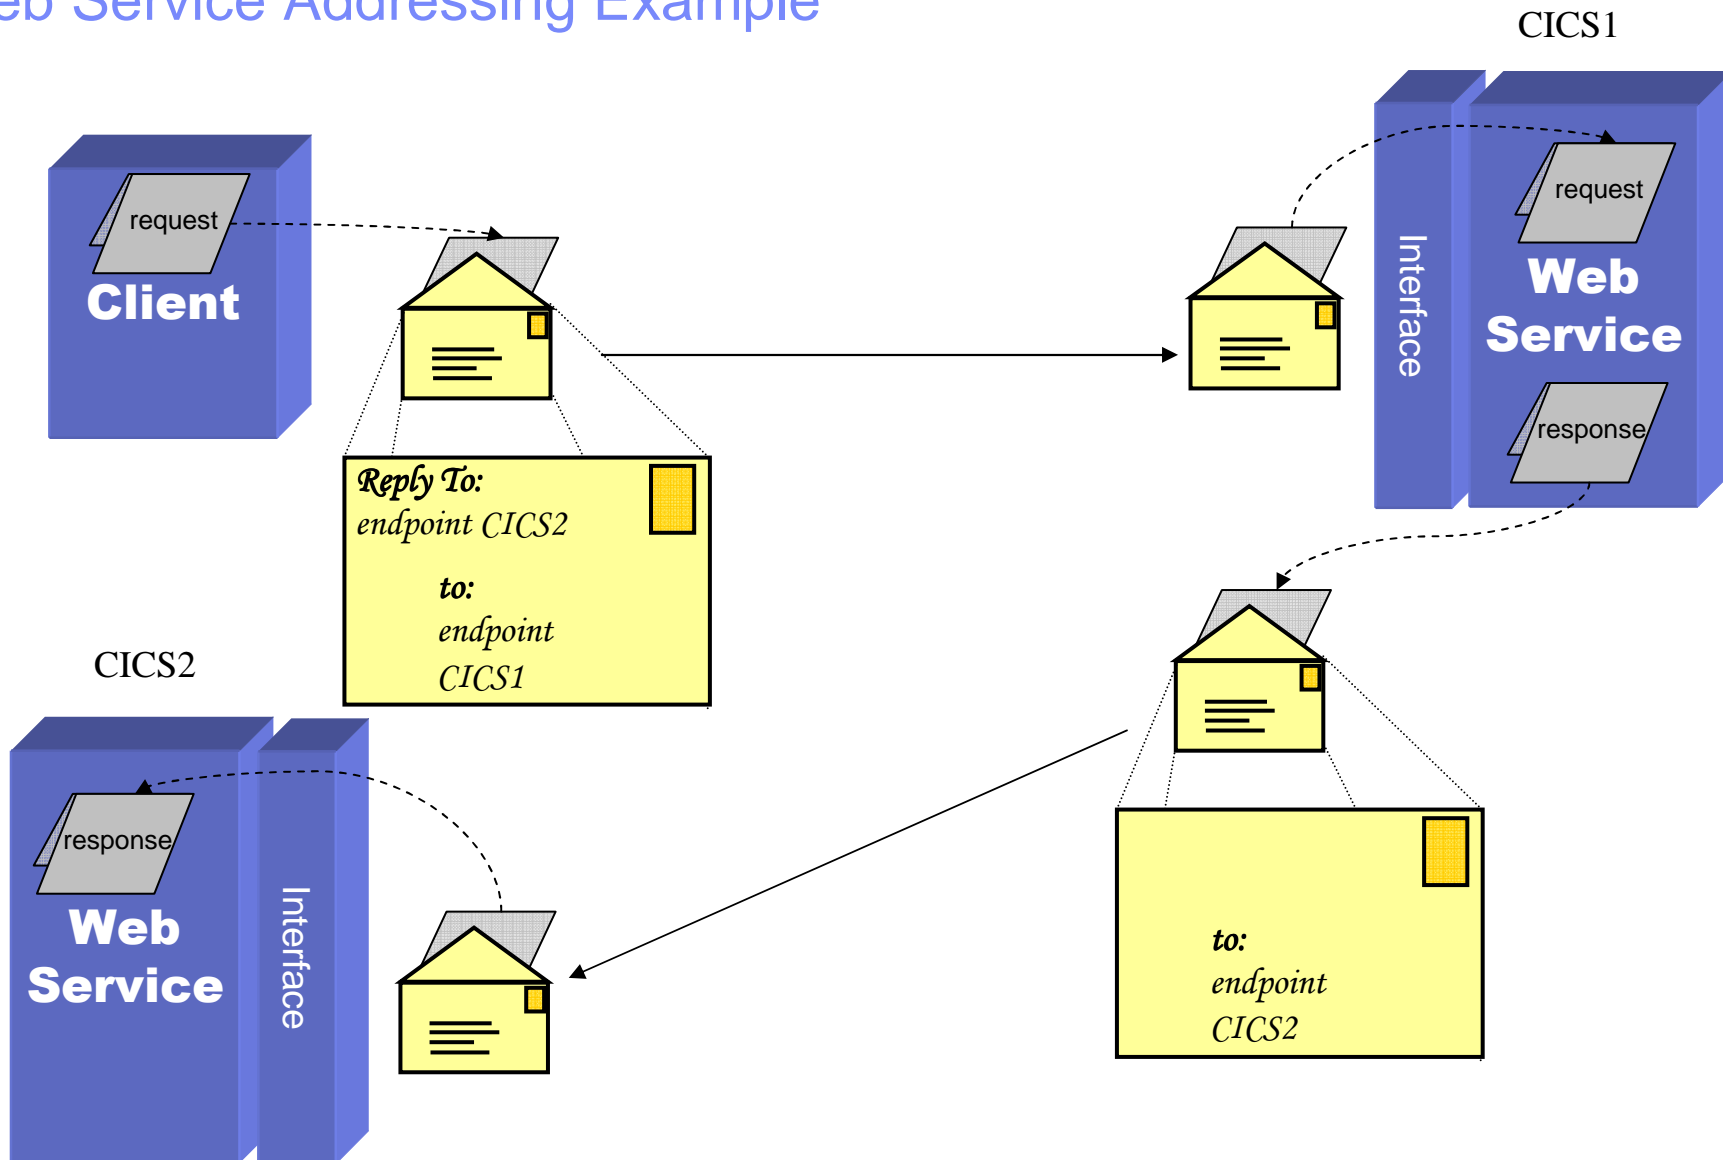 eb Service Addressing Example
CICS1
request
Client
request
Interface
Web
Service
response
Reply To:
endpoint CICS2
to:
endpoint
CICS1
CICS2
response
Web
Service
Interface
to:
endpoint
CICS2